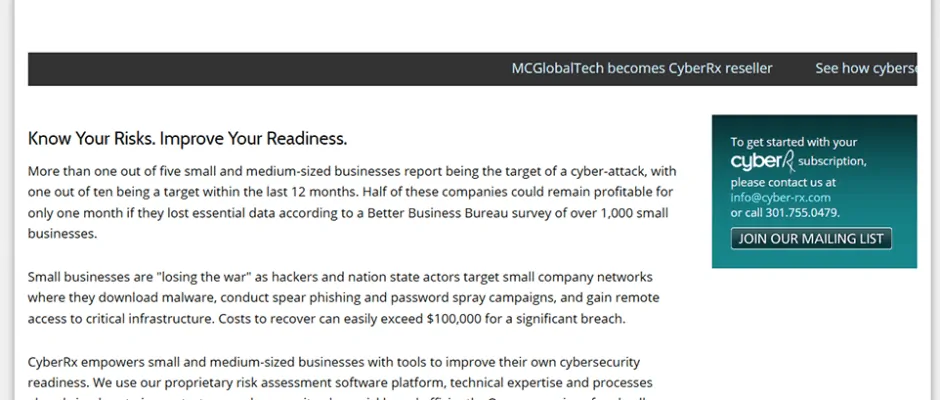 MCGlobalTech becomes CyberRx reseller See how cyberse
Know Your Risks. Improve Your Readiness.
More than one out of five small and medium-sized businesses report being the target of a cyber-attack, with
one out of ten being a target within the last 12 months. Half of these companies could remain profitable for
only one month if they lost essential data according to a Better Business Bureau survey of over 1,000 small
businesses.
Small businesses are "losing the war" as hackers and nation state actors target small company networks
where they download malware, conduct spear phishing and password spray campaigns, and gain remote
access to critical infrastructure. Costs to recover can easily exceed $100,000 for a significant breach.
CyberRx empowers small and medium-sized businesses with tools to improve their own cybersecurity
readiness. We use our proprietary risk assessment software platform, technical expertise and processes
To get started with your
cyberRx subscription,
please contact us at
info@cyber-rx.com
or call 301.755.0479.
JOIN OUR MAILING LIST